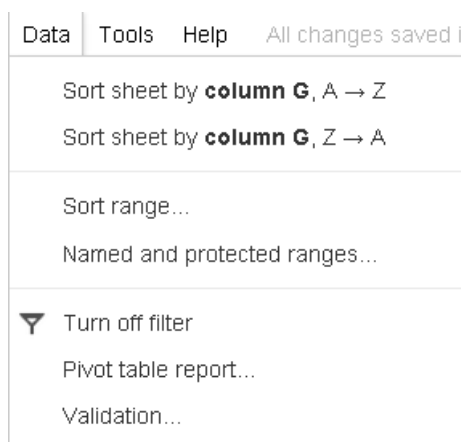 Data Tools Help All changes saved i
Sort sheet by column G, A → Z
Sort sheet by column G, Z → A
Sort range...
Named and protected ranges...
Turn off filter
Pivot table report...
Validation...